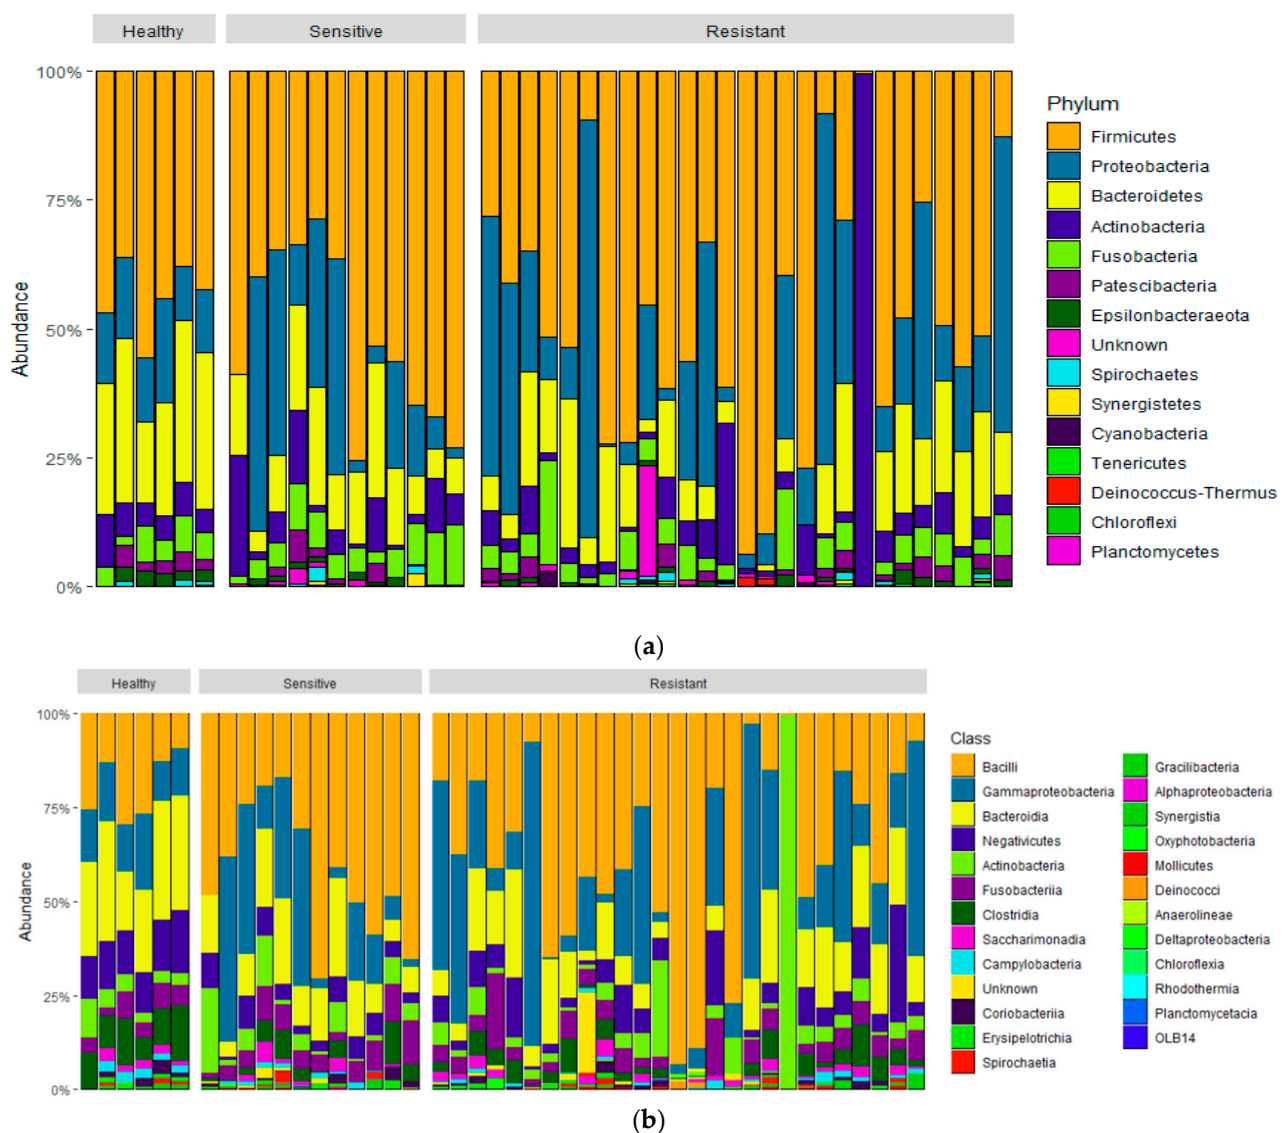 Healthy Sensitive Resistant
100%
75%
50%
25%
0%
Abundance
Phylum
Firmicutes
Proteobacteria
Bacteroidetes
Actinobacteria
Fusobacteria
Patescibacteria
Epsilonbacteraeota
Unknown
Spirochaetes
Synergistetes
Cyanobacteria
Tenericutes
Deinococcus-Thermus
Chloroflexi
Planctomycetes
(a)
Healthy Sensitive Resistant
100%
75%
50%
25%
0%
Abundance
Class
Bacilli
Gammaproteobacteria
Bacteroidia
Negativicutes
Actinobacteria
Fusobacteriia
Clostridia
Saccharimonadia
Campylobacteria
Unknown
Coriobacteriia
Erysipelotrichia
Spirochaetia
Gracilibacteria
Alphaproteobacteria
Synergistia
Oxyphotobacteria
Mollicutes
Deinococci
Anaerolineae
Deltaproteobacteria
Chloroflexia
Rhodothermia
Planctomycetacia
OLB14
(b)